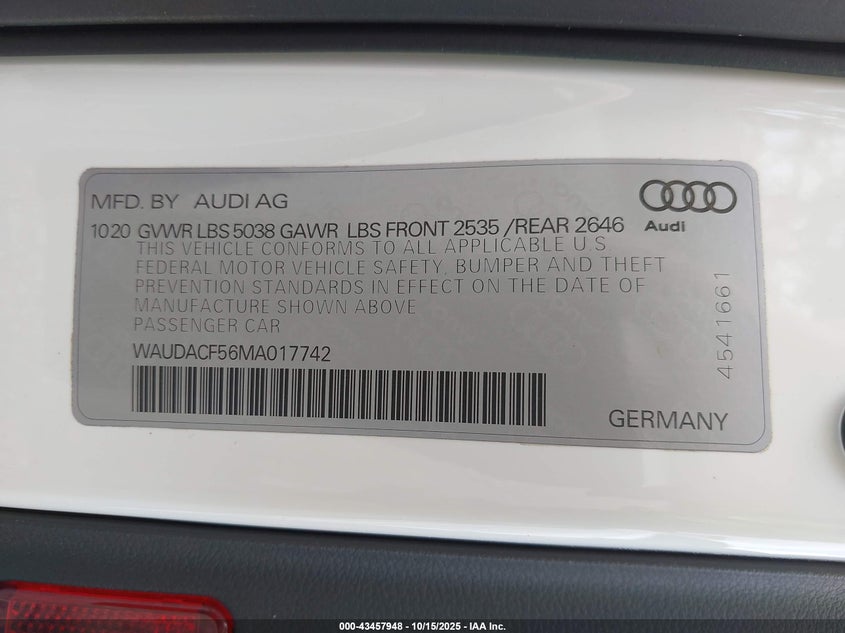 MFD. BY AUDI AG
1020 GVWR LBS 5038 GAWR LBS FRONT 2535 /REAR 2646
Audi
THIS VEHICLE CONFORMS TO ALL APPLICABLE U.S.
FEDERAL MOTOR VEHICLE SAFETY, BUMPER AND THEFT
PREVENTION STANDARDS IN EFFECT ON THE DATE OF
MANUFACTURE SHOWN ABOVE
PASSENGER CAR
WAUDACF56MA017742
4541661
GERMANY
000-43457948 - 10/15/2025 - IAA Inc.